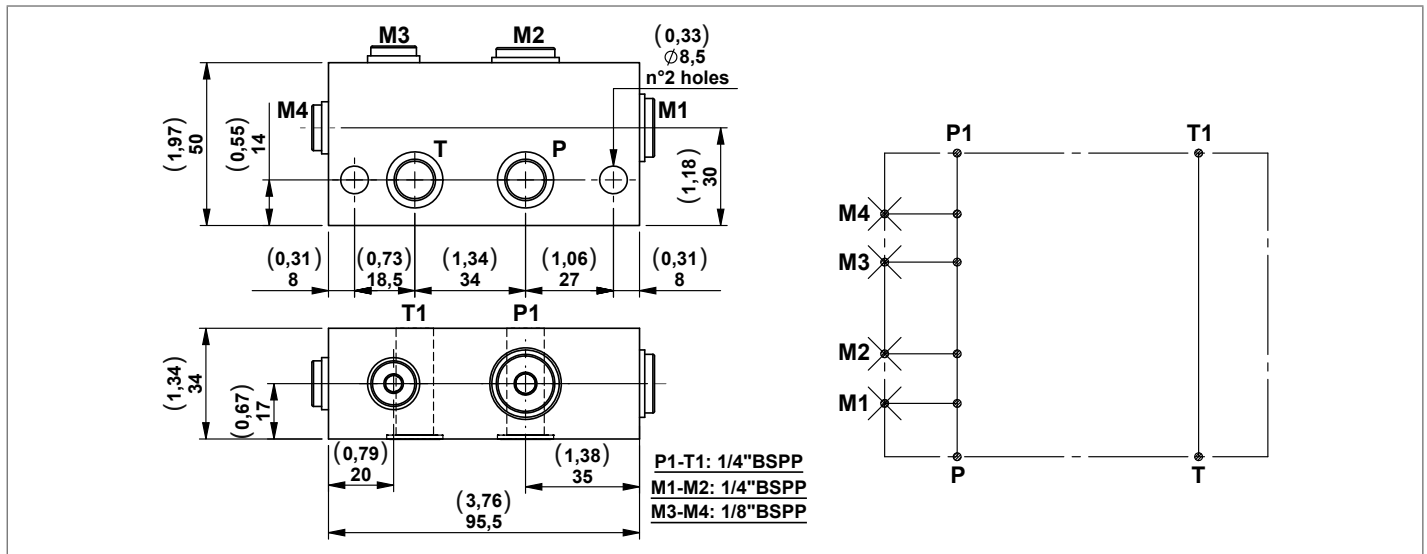 M3
M2
(0,33)
Ø8,5
n°2 holes
M4
M1
(1,97)
50
(0,55)
14
T
P
(1,18)
30
(0,31)
8
(0,73)
18,5
(1,34)
34
(1,06)
27
(0,31)
8
T1
P1
(1,34)
34
(0,67)
17
(0,79)
20
(1,38)
35
(3,76)
95,5
P1-T1: 1/4"BSPP
M1-M2: 1/4"BSPP
M3-M4: 1/8"BSPP
P1
T1
M4
M3
M2
M1
P
T